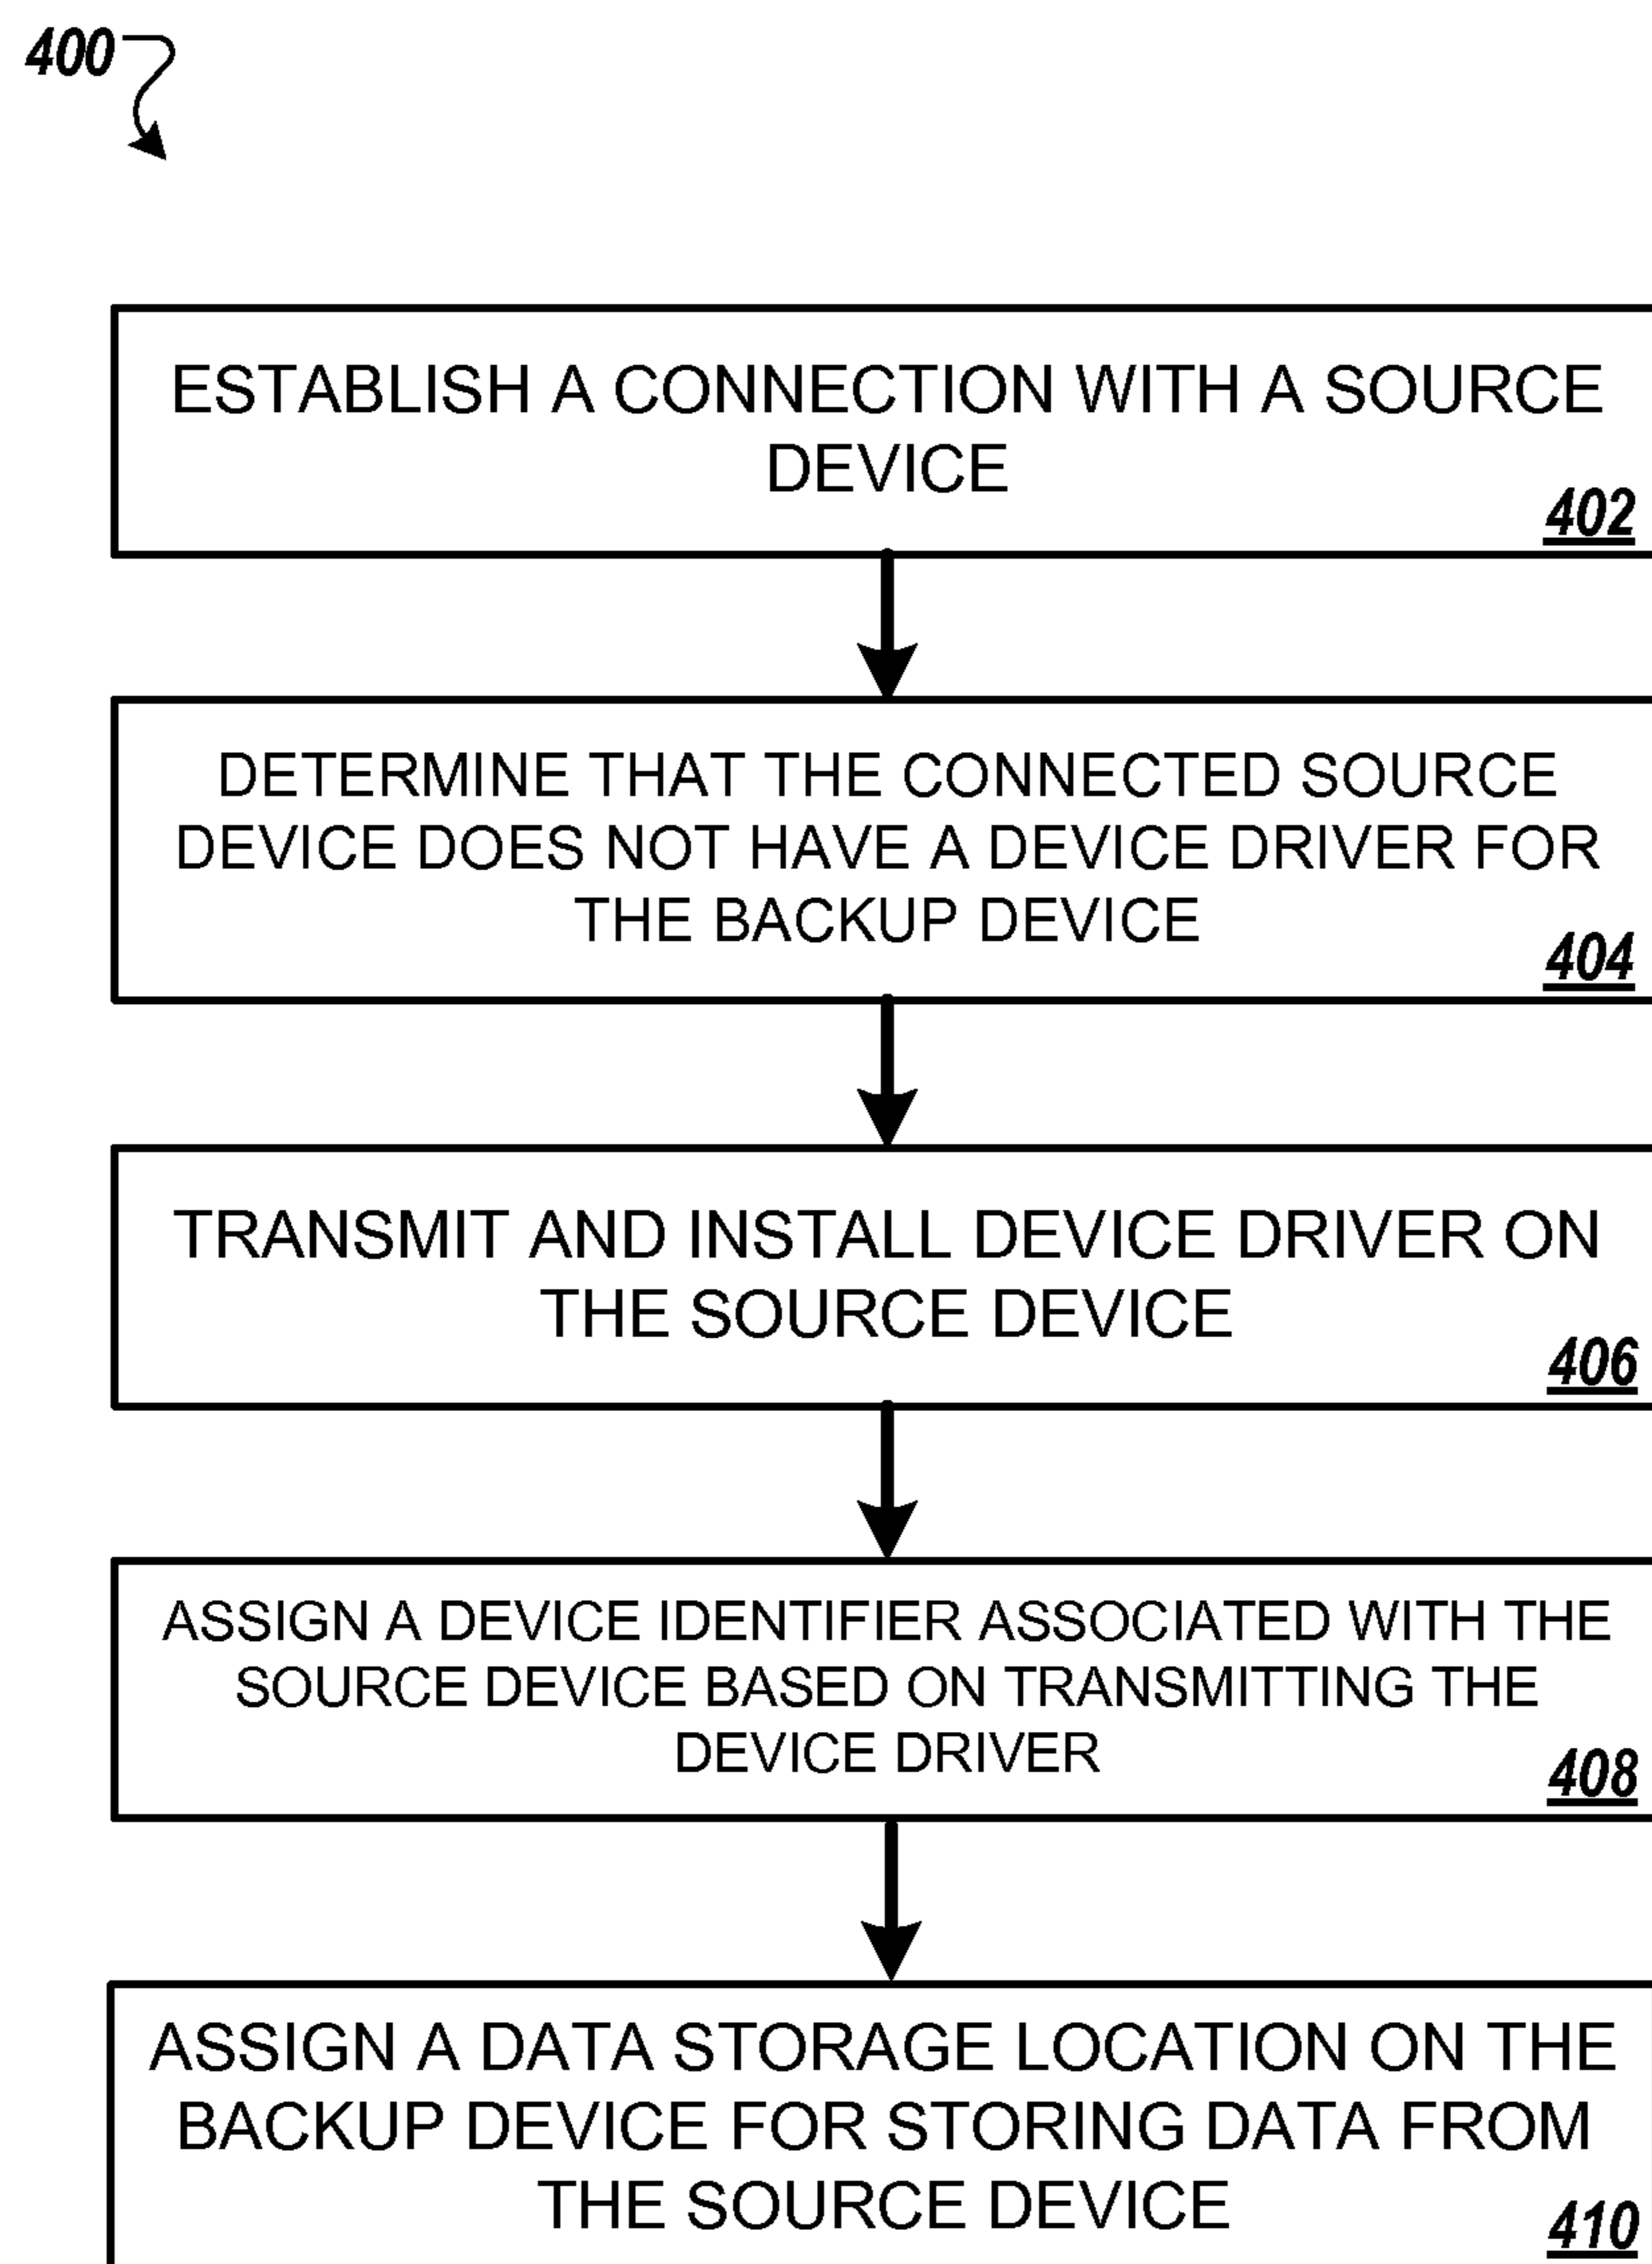 400
ESTABLISH A CONNECTION WITH A SOURCE
DEVICE
402
DETERMINE THAT THE CONNECTED SOURCE
DEVICE DOES NOT HAVE A DEVICE DRIVER FOR
THE BACKUP DEVICE
404
TRANSMIT AND INSTALL DEVICE DRIVER ON
THE SOURCE DEVICE
406
ASSIGN A DEVICE IDENTIFIER ASSOCIATED WITH THE
SOURCE DEVICE BASED ON TRANSMITTING THE
DEVICE DRIVER
408
ASSIGN A DATA STORAGE LOCATION ON THE
BACKUP DEVICE FOR STORING DATA FROM
THE SOURCE DEVICE
410